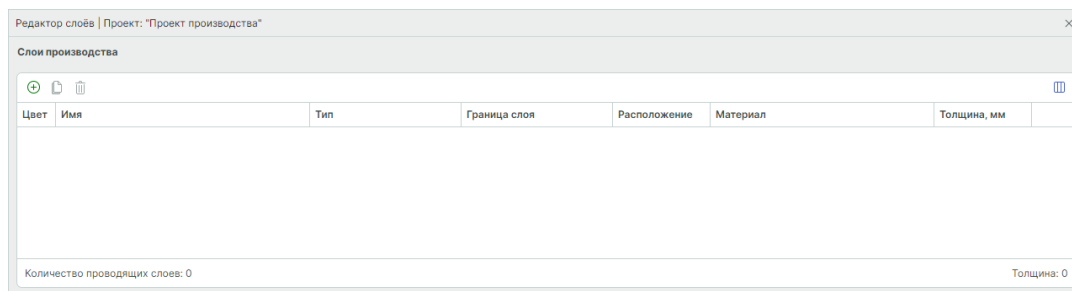 Редактор слоёв | Проект: "Проект производства"
Слои производства
Цвет Имя Тип Граница слоя Расположение Материал Толщина, мм
Количество проводящих слоев: 0 Толщина: 0